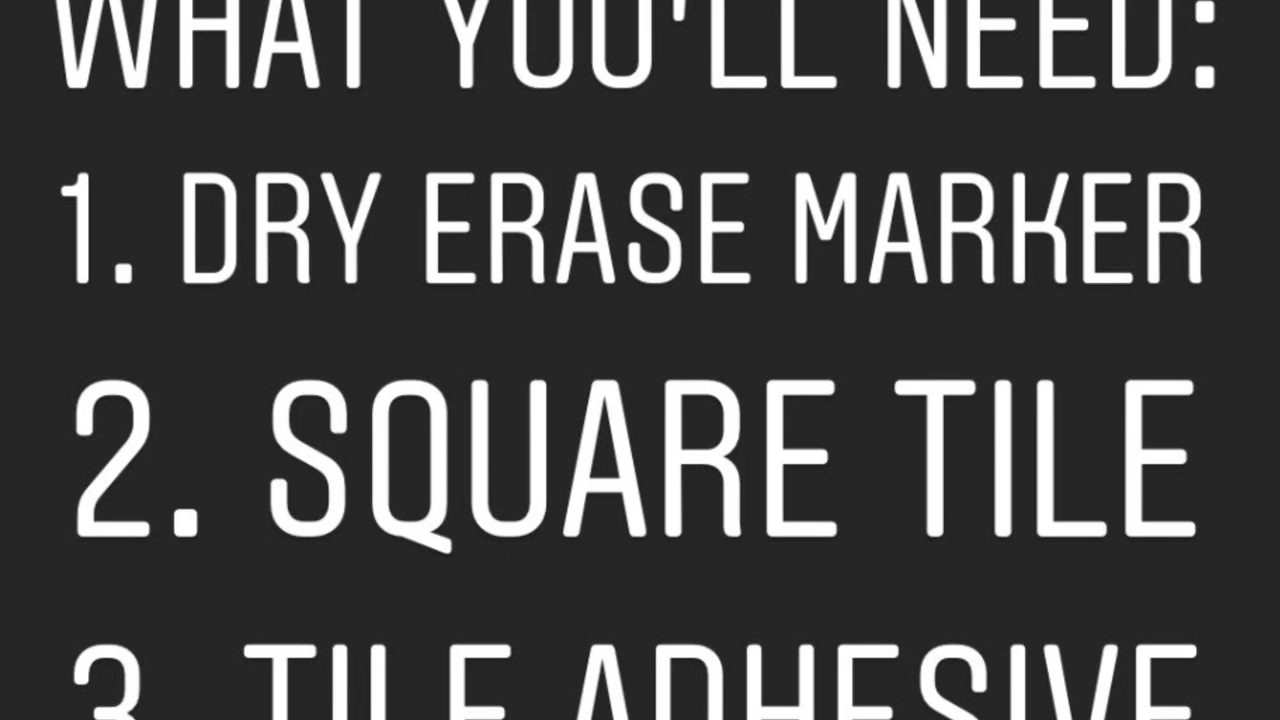 WHAT YOU'LL NEED:
1. DRY ERASE MARKER
2. SQUARE TILE
3. TILE ADHESIVE